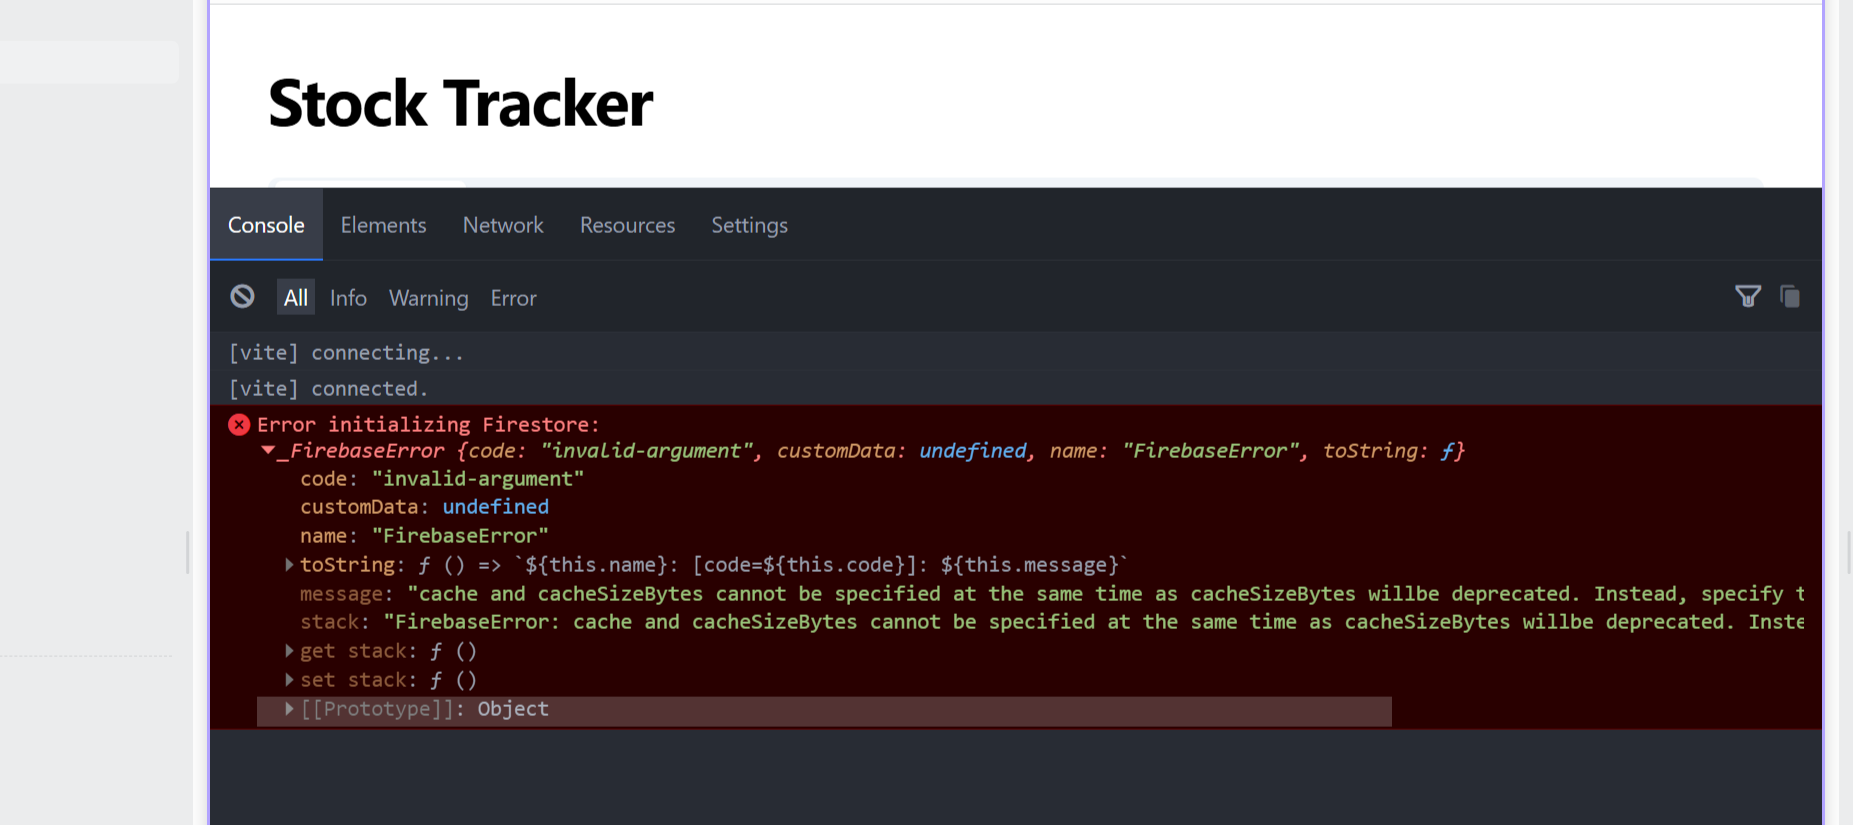 Stock Tracker
Console Elements Network Resources Settings
All Info Warning Error
[vite] connecting...
[vite] connected.
Error initializing Firestore:
_FirebaseError {code: "invalid-argument", customData: undefined, name: "FirebaseError", toString: ƒ}
code: "invalid-argument"
customData: undefined
name: "FirebaseError"
toString: ƒ () => `${this.name}: [code=${this.code}]: ${this.message}`
message: "cache and cacheSizeBytes cannot be specified at the same time as cacheSizeBytes willbe deprecated. Instead, specify t
stack: "FirebaseError: cache and cacheSizeBytes cannot be specified at the same time as cacheSizeBytes willbe deprecated. Inste
get stack: ƒ ()
set stack: ƒ ()
[[Prototype]]: Object